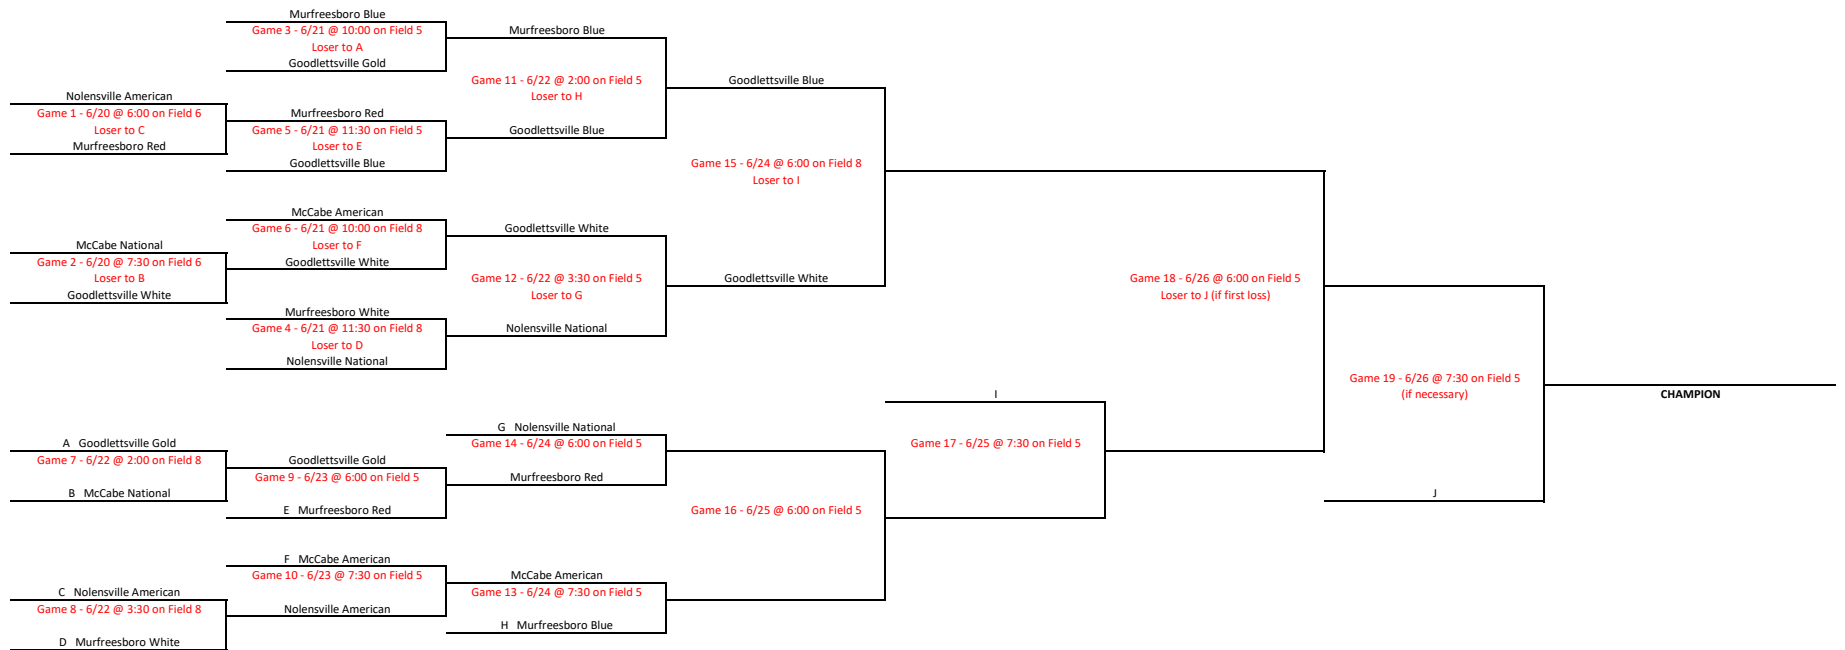 Murfreesboro Blue
Game 3 - 6/21 @ 10:00 on Field 5
Loser to A
Goodlettsville Gold
Murfreesboro Blue
Game 11 - 6/22 @ 2:00 on Field 5
Loser to H
Goodlettsville Blue
Nolensville American
Game 1 - 6/20 @ 6:00 on Field 6
Loser to C
Murfreesboro Red
Murfreesboro Red
Game 5 - 6/21 @ 11:30 on Field 5
Loser to E
Goodlettsville Blue
Goodlettsville Blue
Game 15 - 6/24 @ 6:00 on Field 8
Loser to I
McCabe American
Game 6 - 6/21 @ 10:00 on Field 8
Loser to F
Goodlettsville White
McCabe National
Game 2 - 6/20 @ 7:30 on Field 6
Loser to B
Goodlettsville White
Goodlettsville White
Game 12 - 6/22 @ 3:30 on Field 5
Loser to G
Nolensville National
Goodlettsville White
Murfreesboro White
Game 4 - 6/21 @ 11:30 on Field 8
Loser to D
Nolensville National
Game 18 - 6/26 @ 6:00 on Field 5
Loser to J (if first loss)
Game 19 - 6/26 @ 7:30 on Field 5
(if necessary)
CHAMPION
I
Game 17 - 6/25 @ 7:30 on Field 5
J
A Goodlettsville Gold
Game 7 - 6/22 @ 2:00 on Field 8
B McCabe National
Goodlettsville Gold
Game 9 - 6/23 @ 6:00 on Field 5
E Murfreesboro Red
G Nolensville National
Game 14 - 6/24 @ 6:00 on Field 5
Murfreesboro Red
Game 16 - 6/25 @ 6:00 on Field 5
F McCabe American
Game 10 - 6/23 @ 7:30 on Field 5
Nolensville American
C Nolensville American
Game 8 - 6/22 @ 3:30 on Field 8
D Murfreesboro White
McCabe American
Game 13 - 6/24 @ 7:30 on Field 5
H Murfreesboro Blue